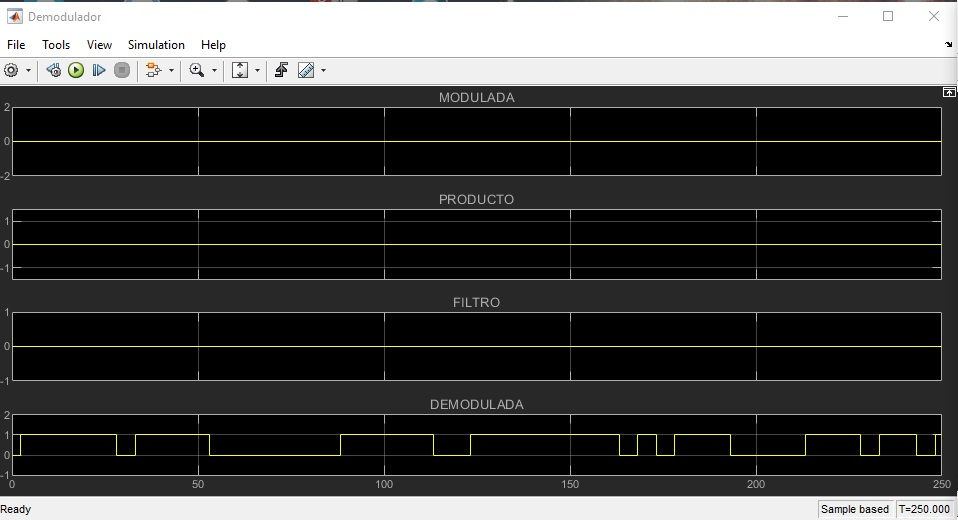 Demodulador
File Tools View Simulation Help
MODULADA
2
0
-2
PRODUCTO
1
0
-1
FILTRO
1
0
-1
DEMODULADA
2
1
0
-1
0 50 100 150 200 250
Ready Sample based T=250.000